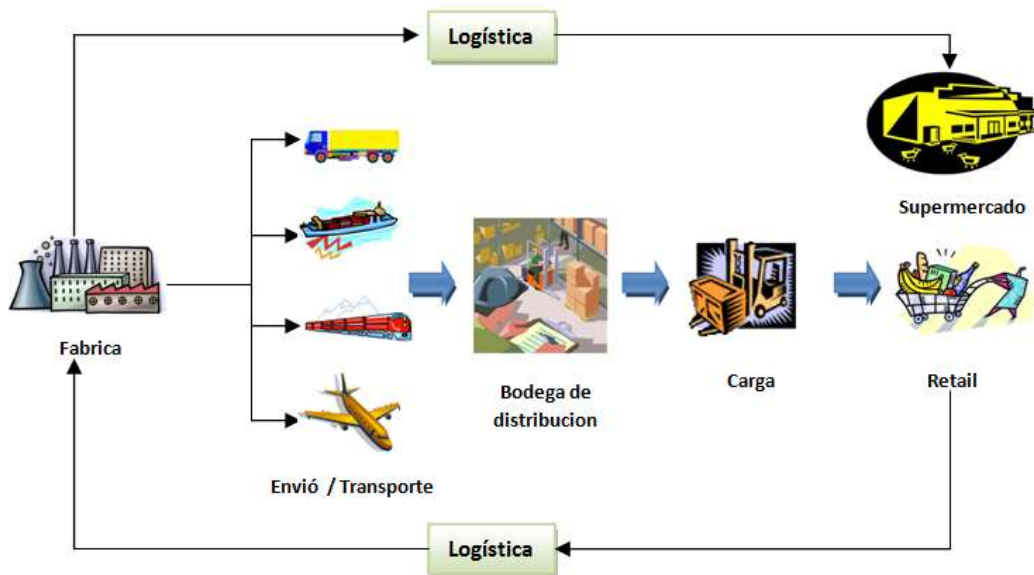 Logística
Supermercado
Fabrica
Bodega de
distribucion
Carga
Retail
Envió / Transporte
Logística